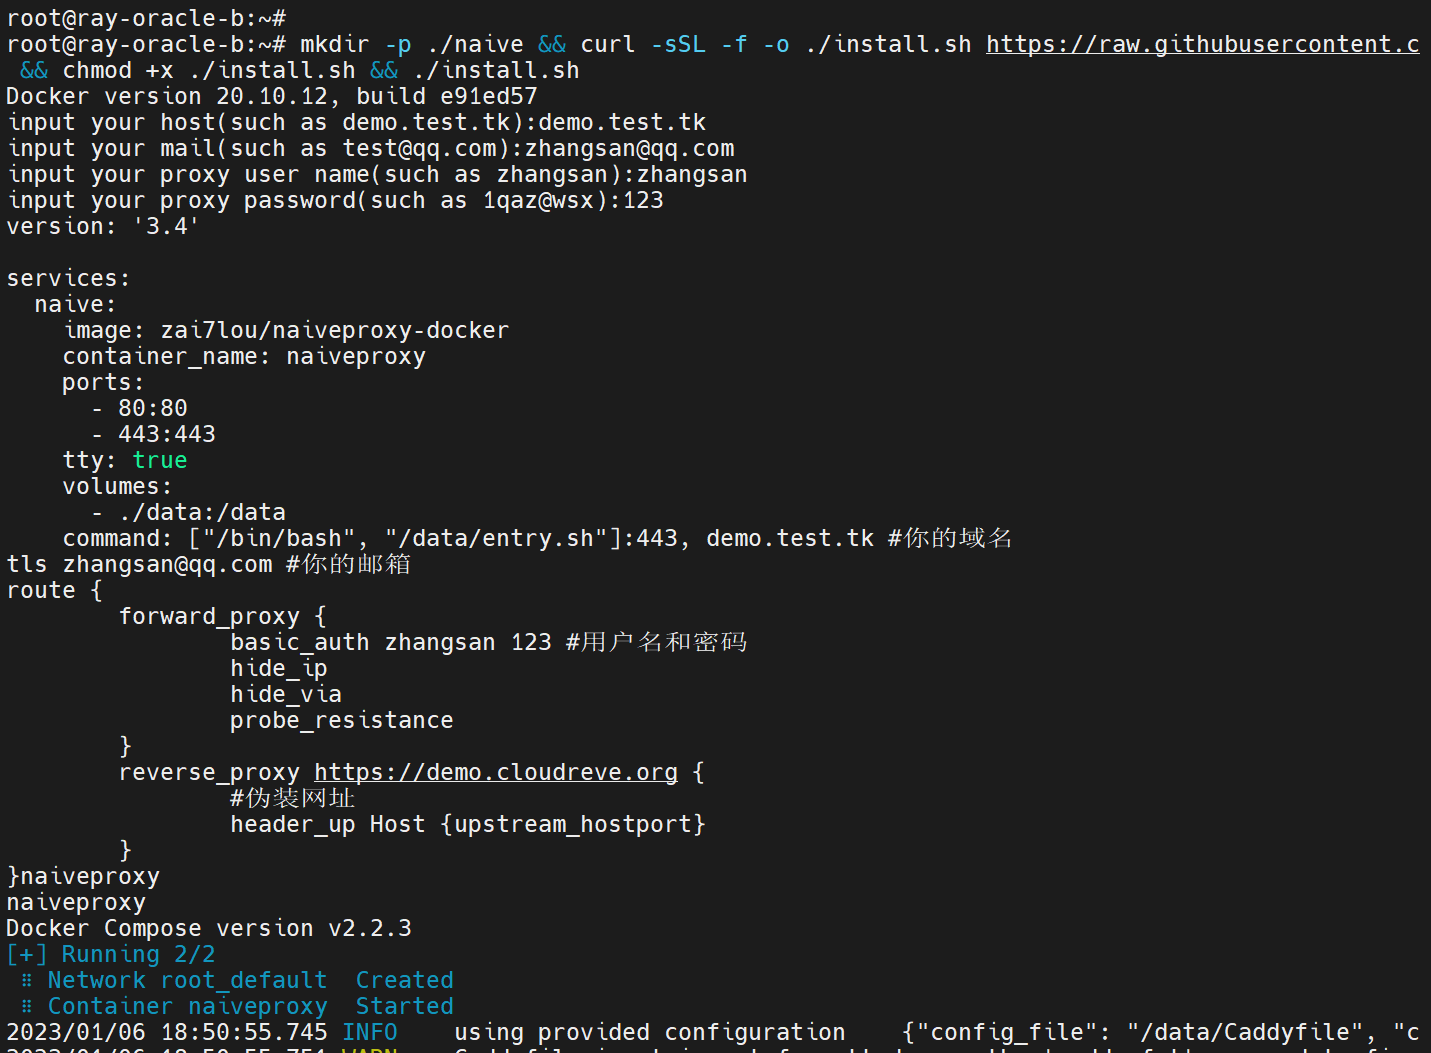 root@ray-oracle-b:~#
root@ray-oracle-b:~# mkdir -p ./naive && curl -sSL -f -o ./install.sh https://raw.githubusercontent.c
 && chmod +x ./install.sh && ./install.sh
Docker version 20.10.12, build e91ed57
input your host(such as demo.test.tk):demo.test.tk
input your mail(such as test@qq.com):zhangsan@qq.com
input your proxy user name(such as zhangsan):zhangsan
input your proxy password(such as 1qaz@wsx):123
version: '3.4'

services:
  naive:
    image: zai7lou/naiveproxy-docker
    container_name: naiveproxy
    ports:
      - 80:80
      - 443:443
    tty: true
    volumes:
      - ./data:/data
    command: ["/bin/bash", "/data/entry.sh"]:443, demo.test.tk #你的域名
tls zhangsan@qq.com #你的邮箱
route {
        forward_proxy {
                basic_auth zhangsan 123 #用户名和密码
                hide_ip
                hide_via
                probe_resistance
        }
        reverse_proxy https://demo.cloudreve.org {
                #伪装网址
                header_up Host {upstream_hostport}
        }
}naiveproxy
naiveproxy
Docker Compose version v2.2.3
[+] Running 2/2
 ⠿ Network root_default  Created
 ⠿ Container naiveproxy  Started
2023/01/06 18:50:55.745 INFO    using provided configuration    {"config_file": "/data/Caddyfile", "c